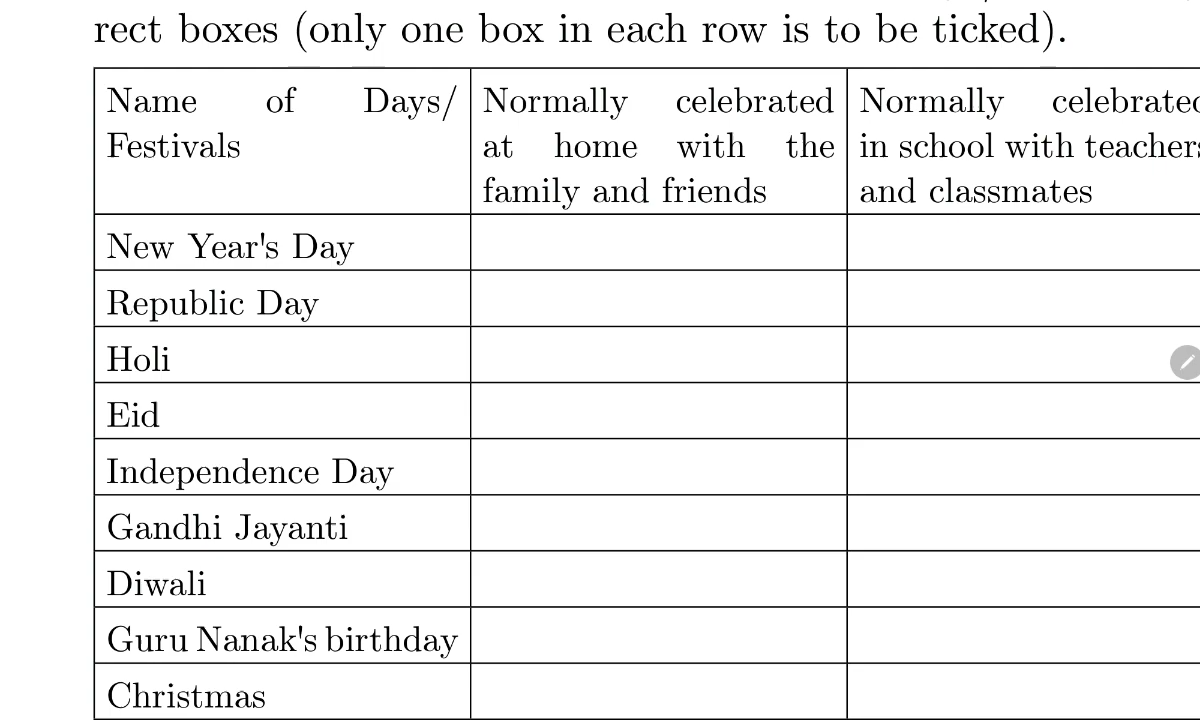 rect boxes (only one box in each row is to be ticked).
Name of Days/ Festivals
Normally celebrated at home with the family and friends
Normally celebrated in school with teachers and classmates
New Year's Day
Republic Day
Holi
Eid
Independence Day
Gandhi Jayanti
Diwali
Guru Nanak's birthday
Christmas